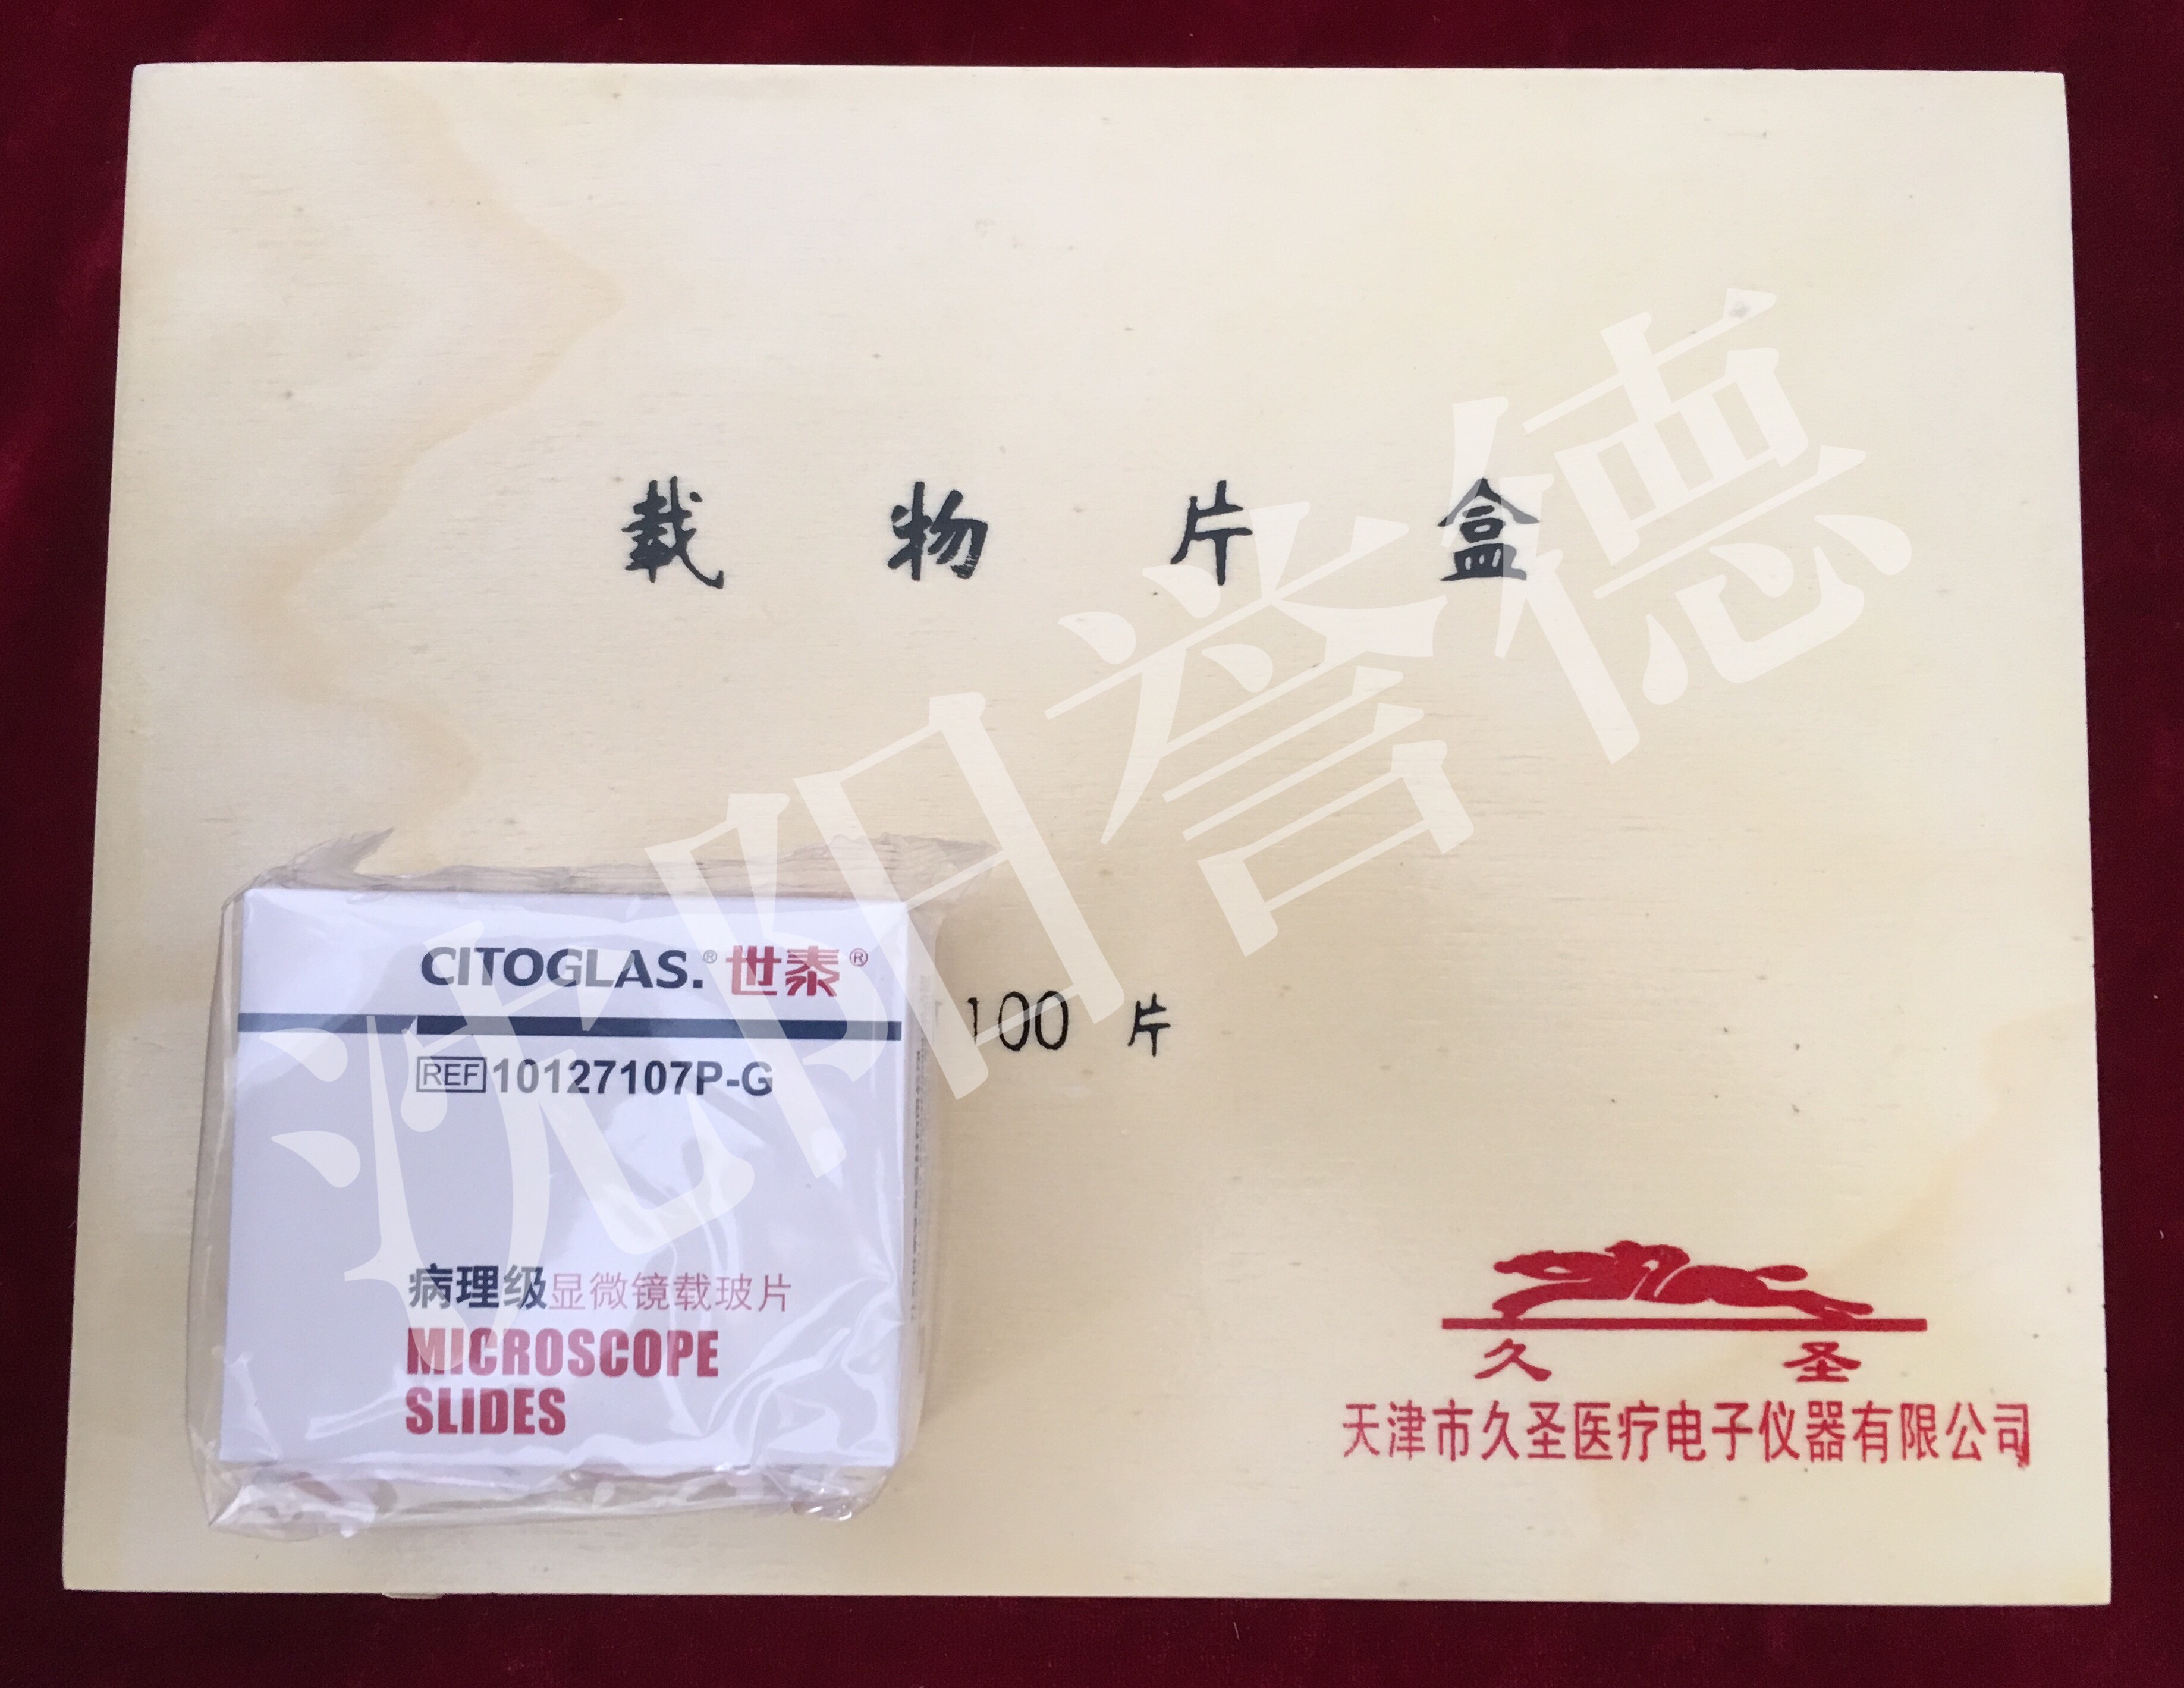 载物片盒
沈阳誉德
CITOGLAS.® 世泰®
REF 10127107P-G
100 片
病理级显微镜载玻片
MICROSCOPE
SLIDES
久圣
天津市久圣医疗电子仪器有限公司